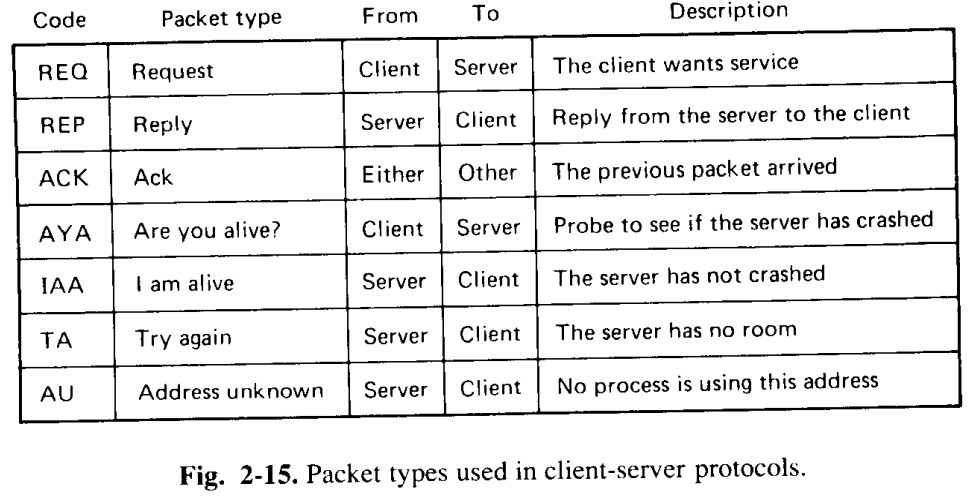 Code Packet type From To Description
REQ Request Client Server The client wants service
REP Reply Server Client Reply from the server to the client
ACK Ack Either Other The previous packet arrived
AYA Are you alive? Client Server Probe to see if the server has crashed
IAA I am alive Server Client The server has not crashed
TA Try again Server Client The server has no room
AU Address unknown Server Client No process is using this address
Fig. 2-15. Packet types used in client-server protocols.